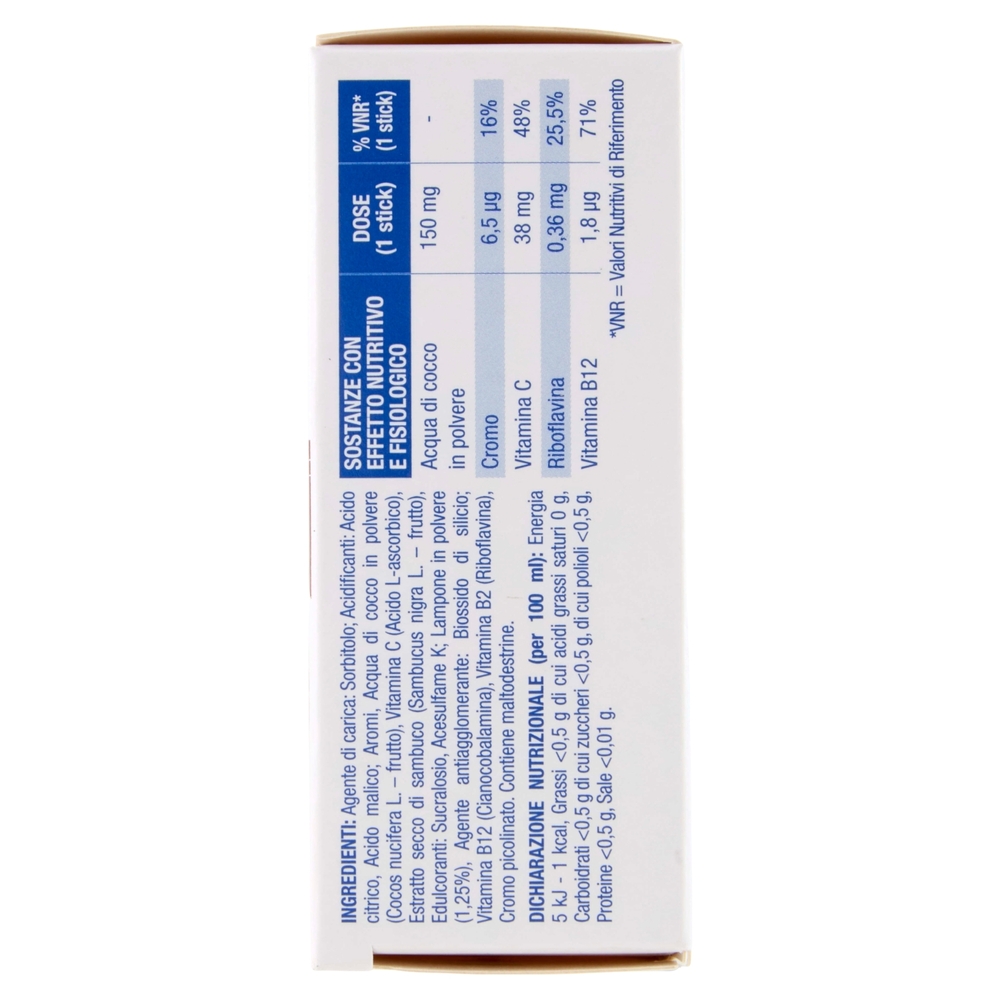 INGREDIENTI: Agente di carica: Sorbitolo; Acidificanti: Acido
citrico, Acido malico; Aromi, Acqua di cocco in polvere
(Cocos nucifera L. – frutto), Vitamina C (Acido L-ascorbico),
Estratto secco di sambuco (Sambucus nigra L. – frutto),
Edulcoranti: Sucralosio, Acesulfame K; Lampone in polvere
(1,25%), Agente antiagglomerante: Biossido di silicio;
Vitamina B12 (Cianocobalamina), Vitamina B2 (Riboflavina),
Cromo picolinato. Contiene maltodestrine.
DICHIARAZIONE NUTRIZIONALE (per 100 ml): Energia
5 kJ - 1 kcal, Grassi <0,5 g di cui acidi grassi saturi 0 g,
Carboidrati <0,5 g di cui zuccheri <0,5 g, di cui polioli <0,5 g,
Proteine <0,5 g, Sale <0,01 g.
SOSTANZE CON
EFFETTO NUTRITIVO
E FISIOLOGICO
DOSE
(1 stick)
% VNR*
(1 stick)
Acqua di cocco
in polvere
150 mg
-
Cromo 6,5 µg 16%
Vitamina C 38 mg 48%
Riboflavina 0,36 mg 25,5%
Vitamina B12 1,8 µg 71%
*VNR = Valori Nutritivi di Riferimento